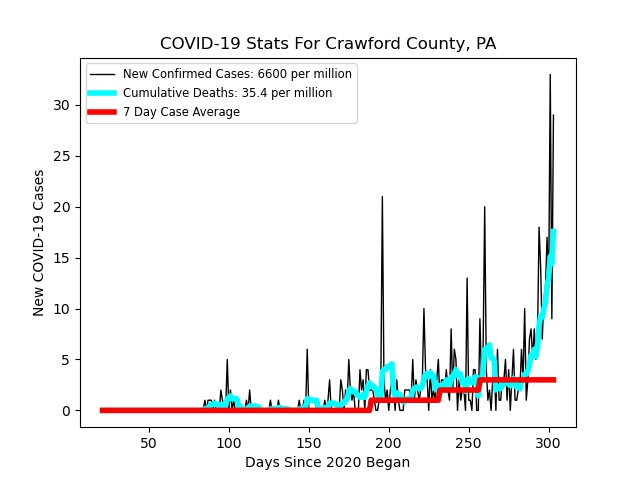 COVID-19 Stats For Crawford County, PA
New Confirmed Cases: 6600 per million
Cumulative Deaths: 35.4 per million
7 Day Case Average
New COVID-19 Cases
30
25
20
15
10
5
0
50 100 150 200 250 300
Days Since 2020 Began